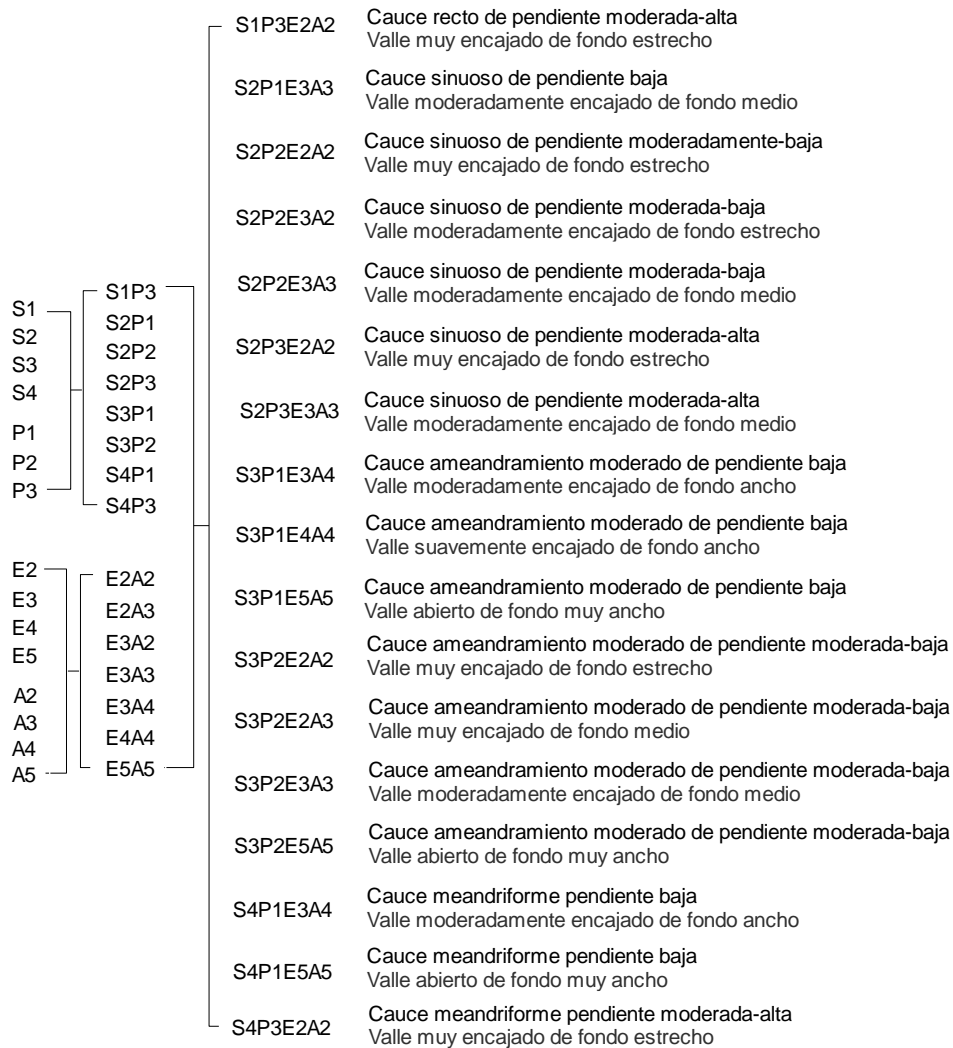 S1
S2
S3
S4
P1
P2
P3
E2
E3
E4
E5
A2
A3
A4
A5
S1P3
S2P1
S2P2
S2P3
S3P1
S3P2
S4P1
S4P3
E2A2
E2A3
E3A2
E3A3
E3A4
E4A4
E5A5
S1P3E2A2 Cauce recto de pendiente moderada-alta
Valle muy encajado de fondo estrecho
S2P1E3A3 Cauce sinuoso de pendiente baja
Valle moderadamente encajado de fondo medio
S2P2E2A2 Cauce sinuoso de pendiente moderadamente-baja
Valle muy encajado de fondo estrecho
S2P2E3A2 Cauce sinuoso de pendiente moderada-baja
Valle moderadamente encajado de fondo estrecho
S2P2E3A3 Cauce sinuoso de pendiente moderada-baja
Valle moderadamente encajado de fondo medio
S2P3E2A2 Cauce sinuoso de pendiente moderada-alta
Valle muy encajado de fondo estrecho
S2P3E3A3 Cauce sinuoso de pendiente moderada-alta
Valle moderadamente encajado de fondo medio
S3P1E3A4 Cauce ameandramiento moderado de pendiente baja
Valle moderadamente encajado de fondo ancho
S3P1E4A4 Cauce ameandramiento moderado de pendiente baja
Valle suavemente encajado de fondo ancho
S3P1E5A5 Cauce ameandramiento moderado de pendiente baja
Valle abierto de fondo muy ancho
S3P2E2A2 Cauce ameandramiento moderado de pendiente moderada-baja
Valle muy encajado de fondo estrecho
S3P2E2A3 Cauce ameandramiento moderado de pendiente moderada-baja
Valle muy encajado de fondo medio
S3P2E3A3 Cauce ameandramiento moderado de pendiente moderada-baja
Valle moderadamente encajado de fondo medio
S3P2E5A5 Cauce ameandramiento moderado de pendiente moderada-baja
Valle abierto de fondo muy ancho
S4P1E3A4 Cauce meandriforme pendiente baja
Valle moderadamente encajado de fondo ancho
S4P1E5A5 Cauce meandriforme pendiente baja
Valle abierto de fondo muy ancho
S4P3E2A2 Cauce meandriforme pendiente moderada-alta
Valle muy encajado de fondo estrecho